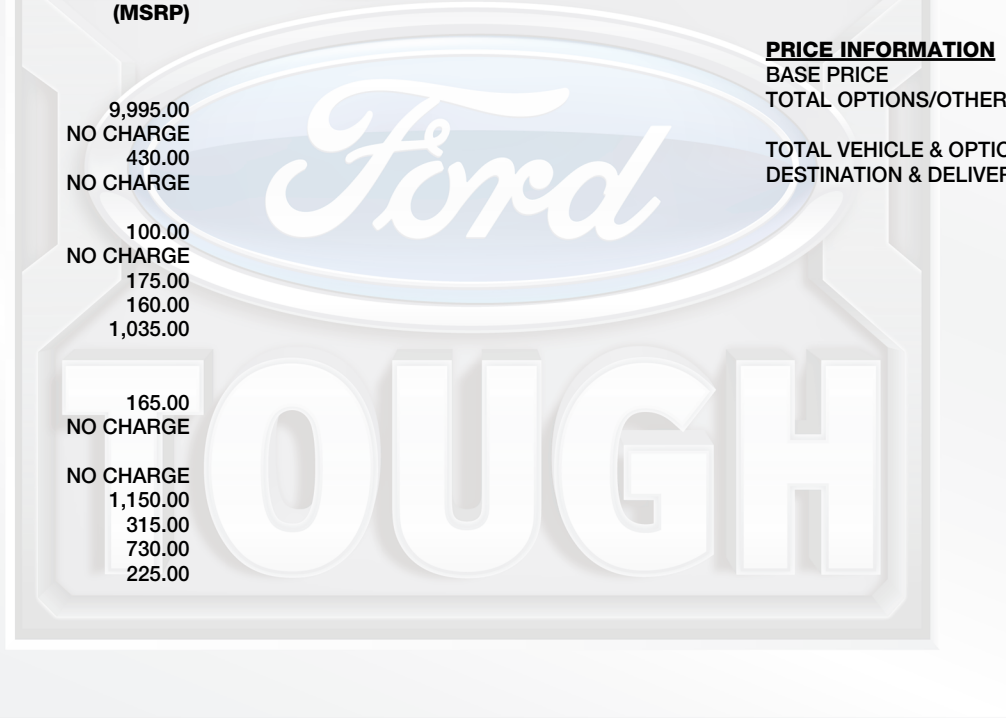 (MSRP)
9,995.00
NO CHARGE
430.00
NO CHARGE
100.00
NO CHARGE
175.00
160.00
1,035.00
165.00
NO CHARGE
NO CHARGE
1,150.00
315.00
730.00
225.00
PRICE INFORMATION
BASE PRICE
TOTAL OPTIONS/OTHER
TOTAL VEHICLE & OPTIO
DESTINATION & DELIVER
Ford
TOUGH